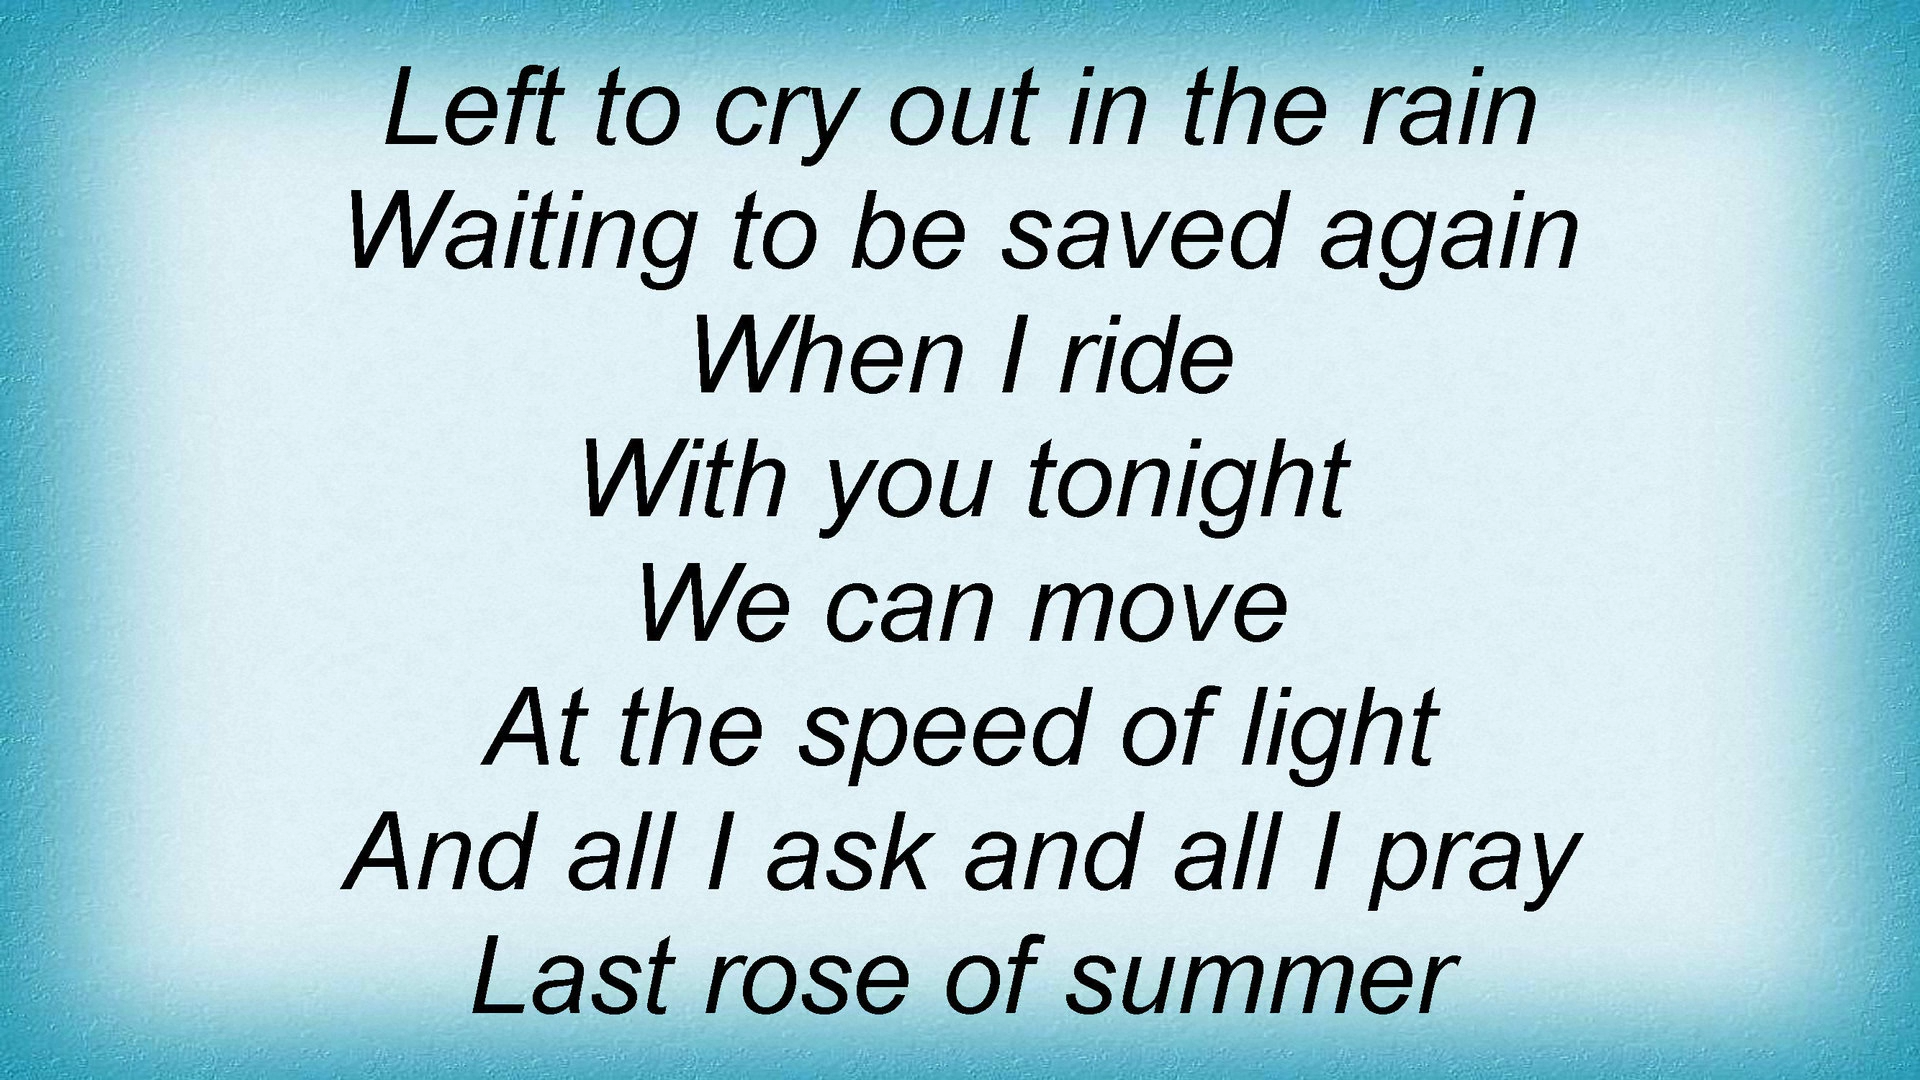 Left to cry out in the rain
Waiting to be saved again
When I ride
With you tonight
We can move
At the speed of light
And all I ask and all I pray
Last rose of summer